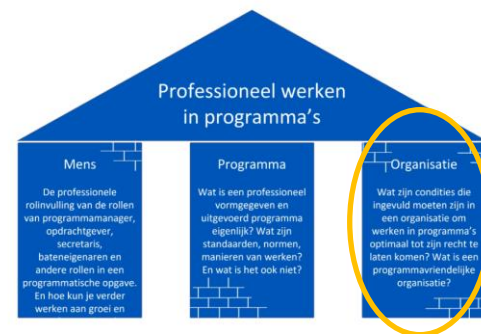 Professioneel werken
in programma's
Mens
De professionele
rolinvulling van de rollen
van programmamanager,
opdrachtgever,
secretaris,
bateneigenaren en
andere rollen in een
programmatische opgave.
En hoe kun je verder
werken aan groei en
Programma
Wat is een professioneel
vormgegeven en
uitgevoerd programma
eigenlijk? Wat zijn
standaarden, normen,
manieren van werken?
En wat is het ook niet?
Organisatie
Wat zijn condities die
ingevuld moeten zijn in
een organisatie om
werken in programma's
optimaal tot zijn recht te
laten komen? Wat is een
programmavriendelijke
organisatie?